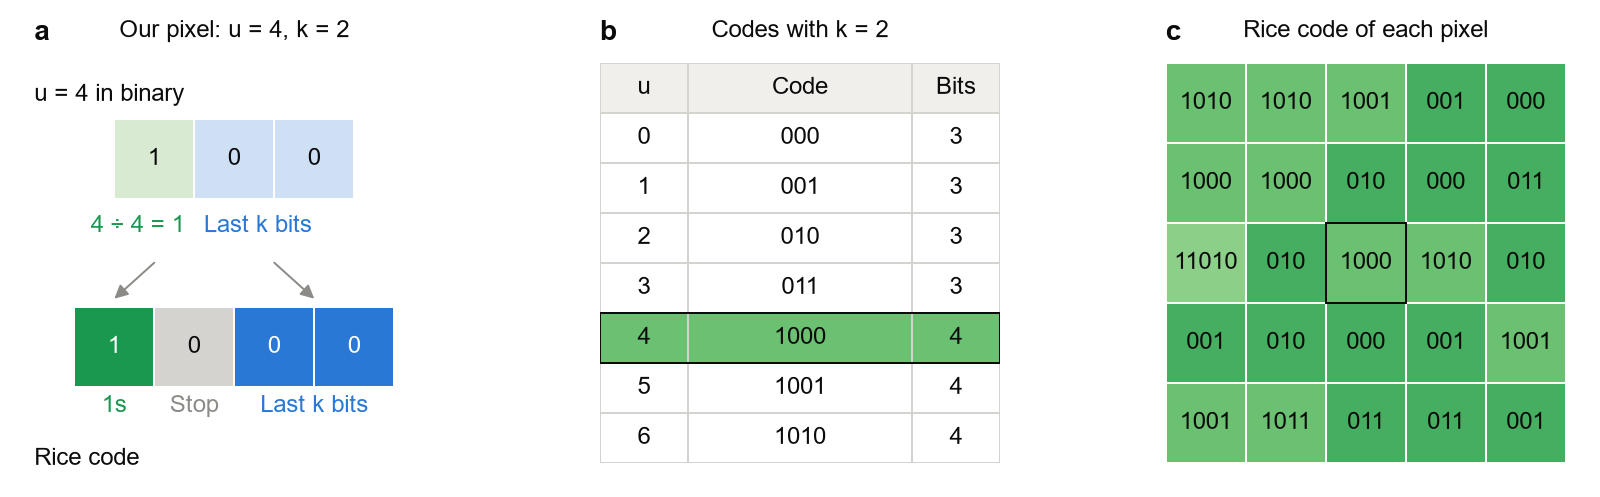 a Our pixel: u = 4, k = 2
u = 4 in binary
1 0 0
4 ÷ 4 = 1 Last k bits
1 0 0 0
1s Stop Last k bits
Rice code
b Codes with k = 2
u Code Bits
0 000 3
1 001 3
2 010 3
3 011 3
4 1000 4
5 1001 4
6 1010 4
c Rice code of each pixel
1010 1010 1001 001 000
1000 1000 010 000 011
11010 010 1000 1010 010
001 010 000 001 1001
1001 1011 011 011 001